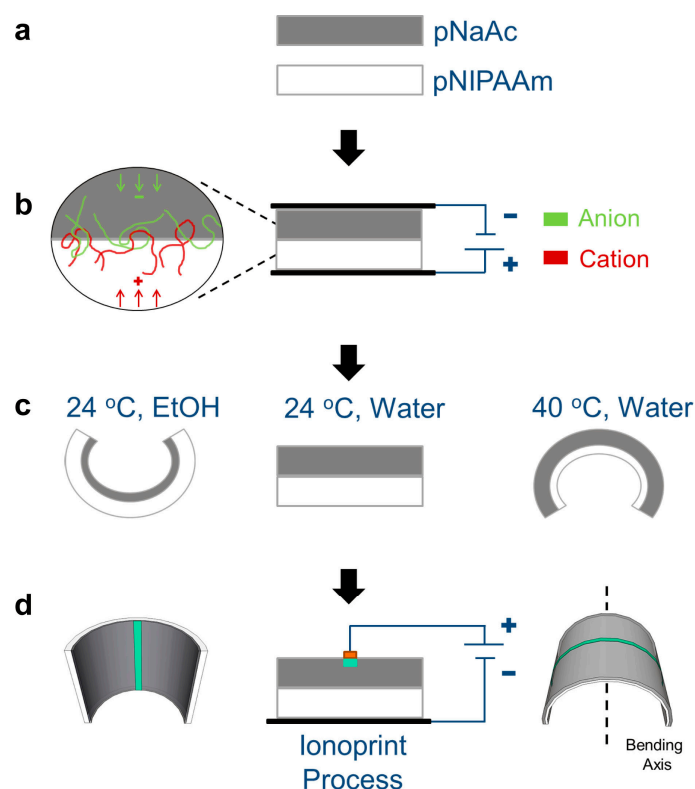 a
pNaAc
pNIPAAm
b
-
+
-
+
Anion
Cation
c
24 °C, EtOH
24 °C, Water
40 °C, Water
d
+
-
Ionoprint
Process
Bending
Axis